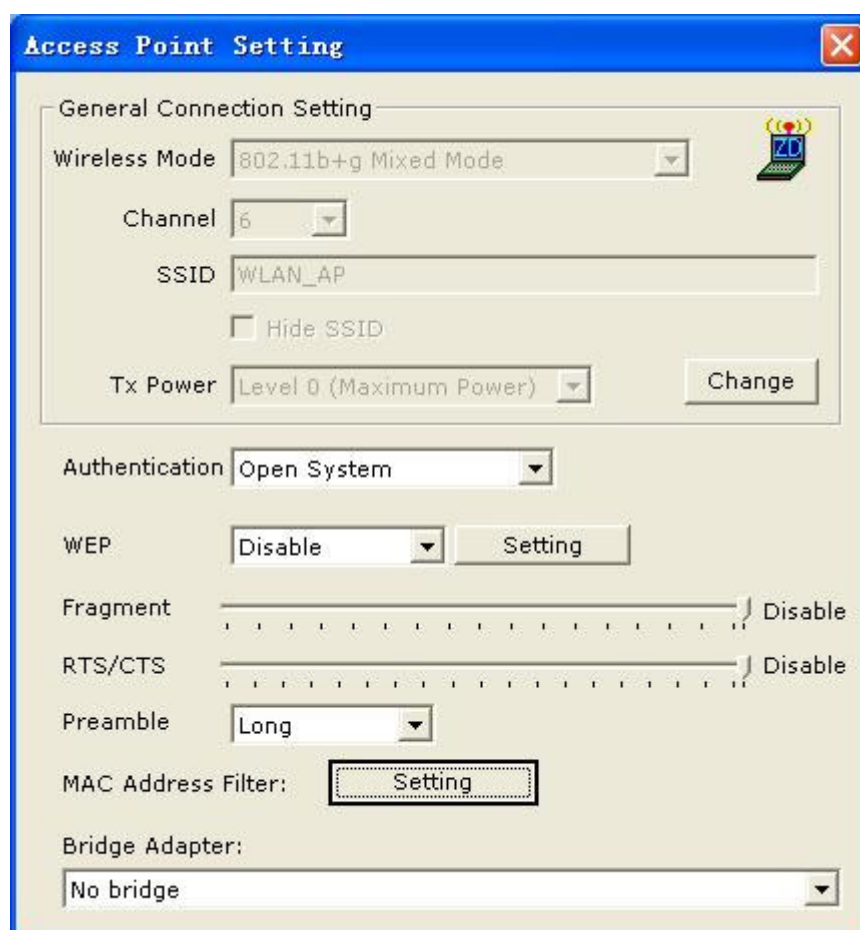 Access Point Setting
General Connection Setting
ZD
Wireless Mode 802.11b+g Mixed Mode
Channel 6
SSID WLAN_AP
Hide SSID
Tx Power Level 0 (Maximum Power) Change
Authentication Open System
WEP Disable Setting
Fragment Disable
RTS/CTS Disable
Preamble Long
MAC Address Filter: Setting
Bridge Adapter:
No bridge